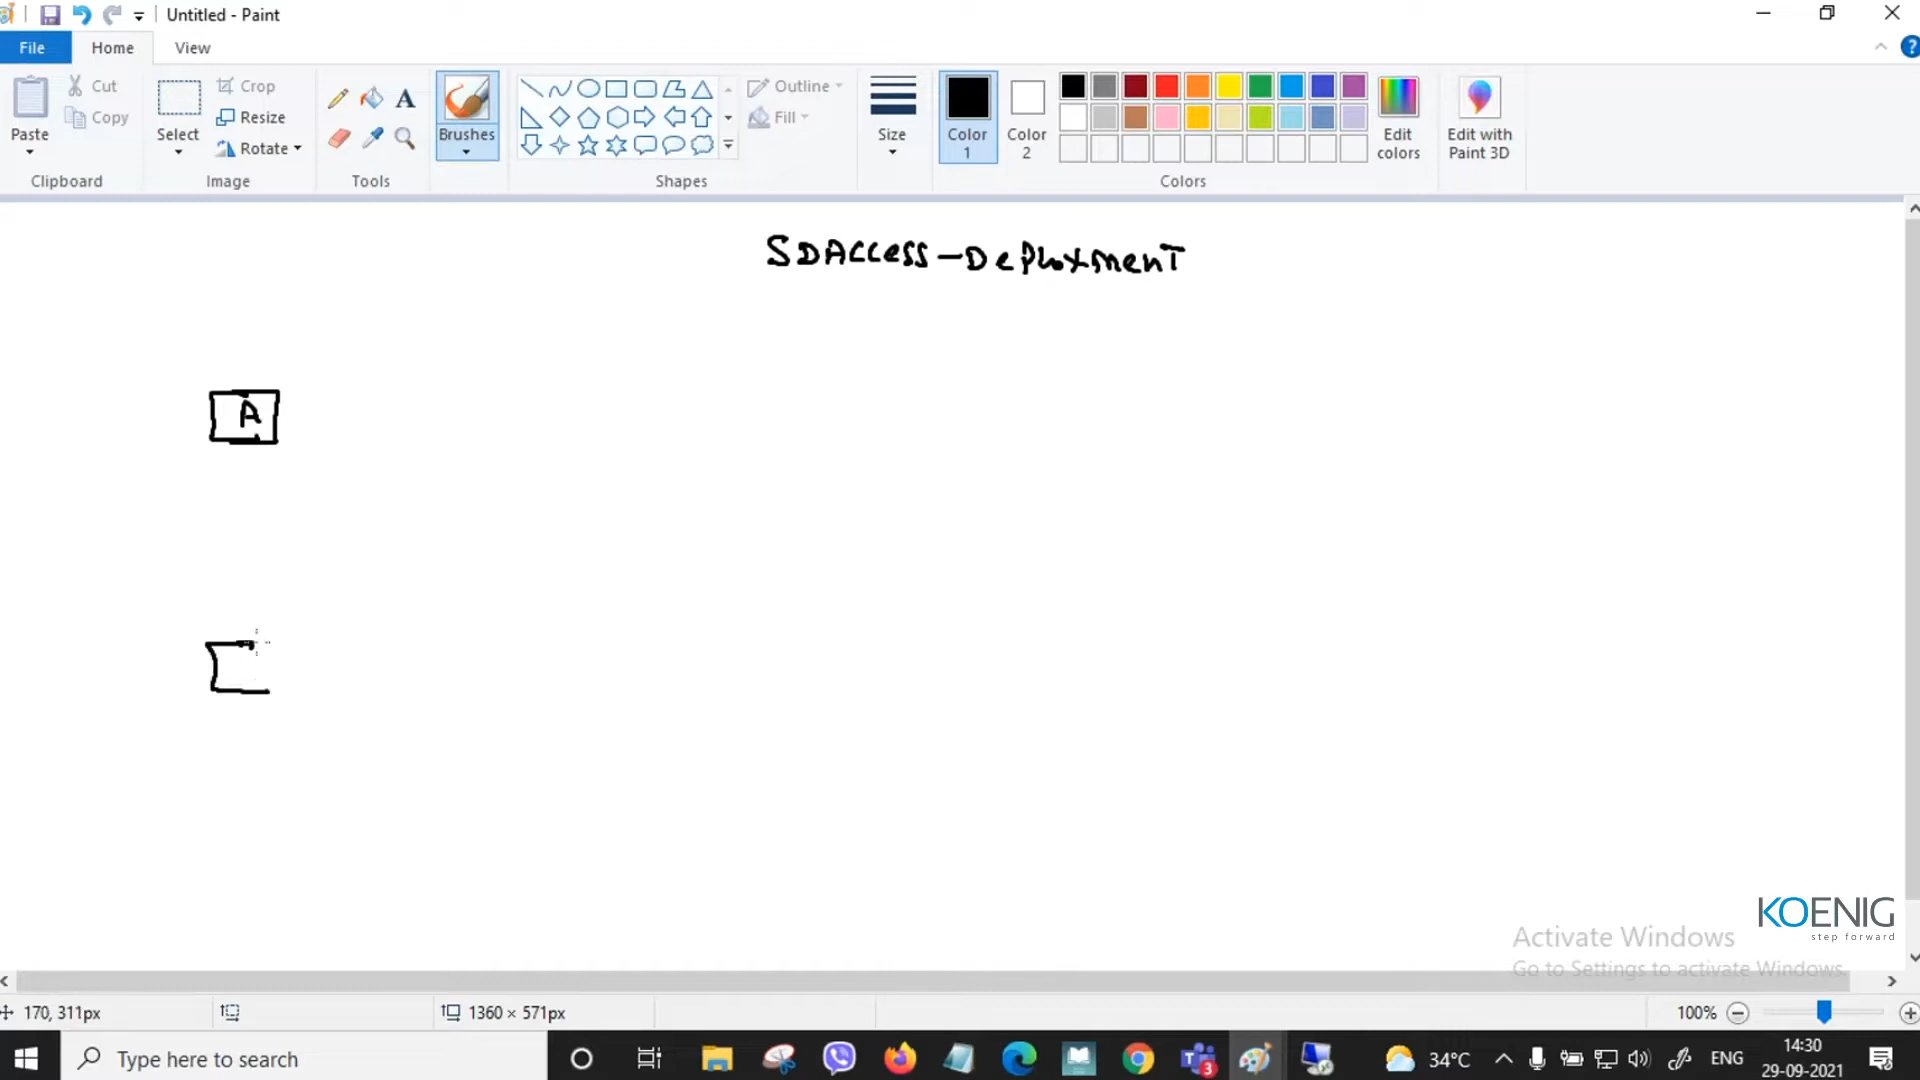 Untitled - Paint
File Home View
Paste
Cut
Copy
Clipboard
Select
Crop
Resize
Rotate
Image
Tools
Brushes
Outline
Fill
Shapes
Size
Color 1
Color 2
Edit colors
Colors
Edit with Paint 3D
SDACCeSS-DePLoYmenT
A
KOENIG
step forward
Activate Windows
Go to Settings to activate Windows.
170, 311px
1360 × 571px
100%
Type here to search
3
34°C
ENG
14:30
29-09-2021